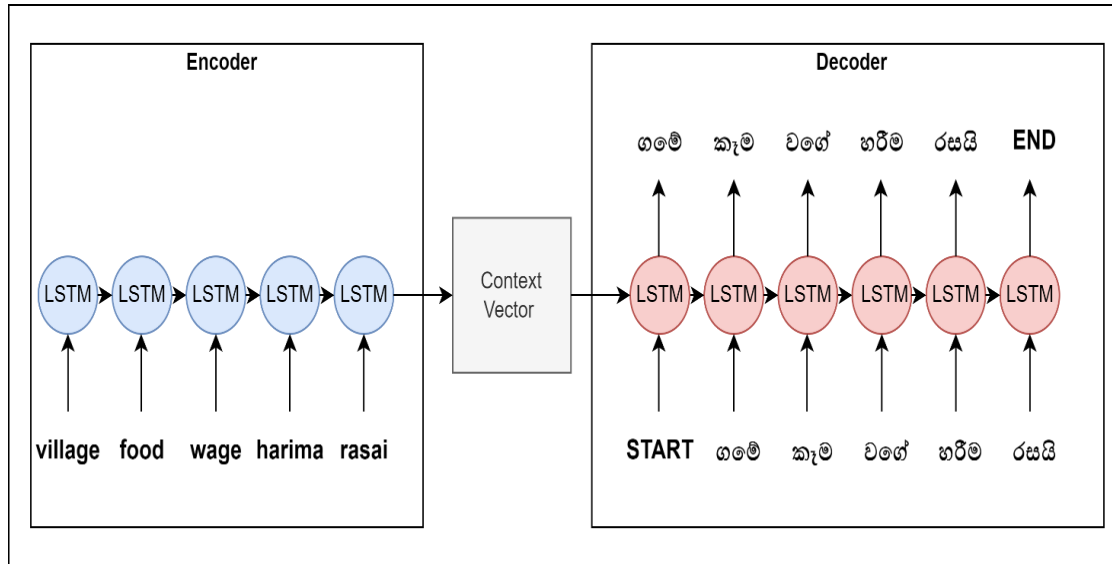 Encoder
LSTM LSTM LSTM LSTM LSTM
village food wage harima rasai
Context
Vector
Decoder
ගමේ කෑම වගේ හරිම රසයි END
LSTM LSTM LSTM LSTM LSTM LSTM
START ගමේ කෑම වගේ හරිම රසයි